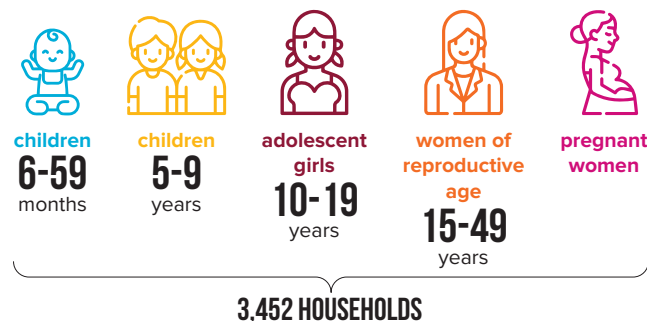 children
6-59
months
children
5-9
years
adolescent
girls
10-19
years
women of
reproductive
age
15-49
years
pregnant
women
3,452 HOUSEHOLDS